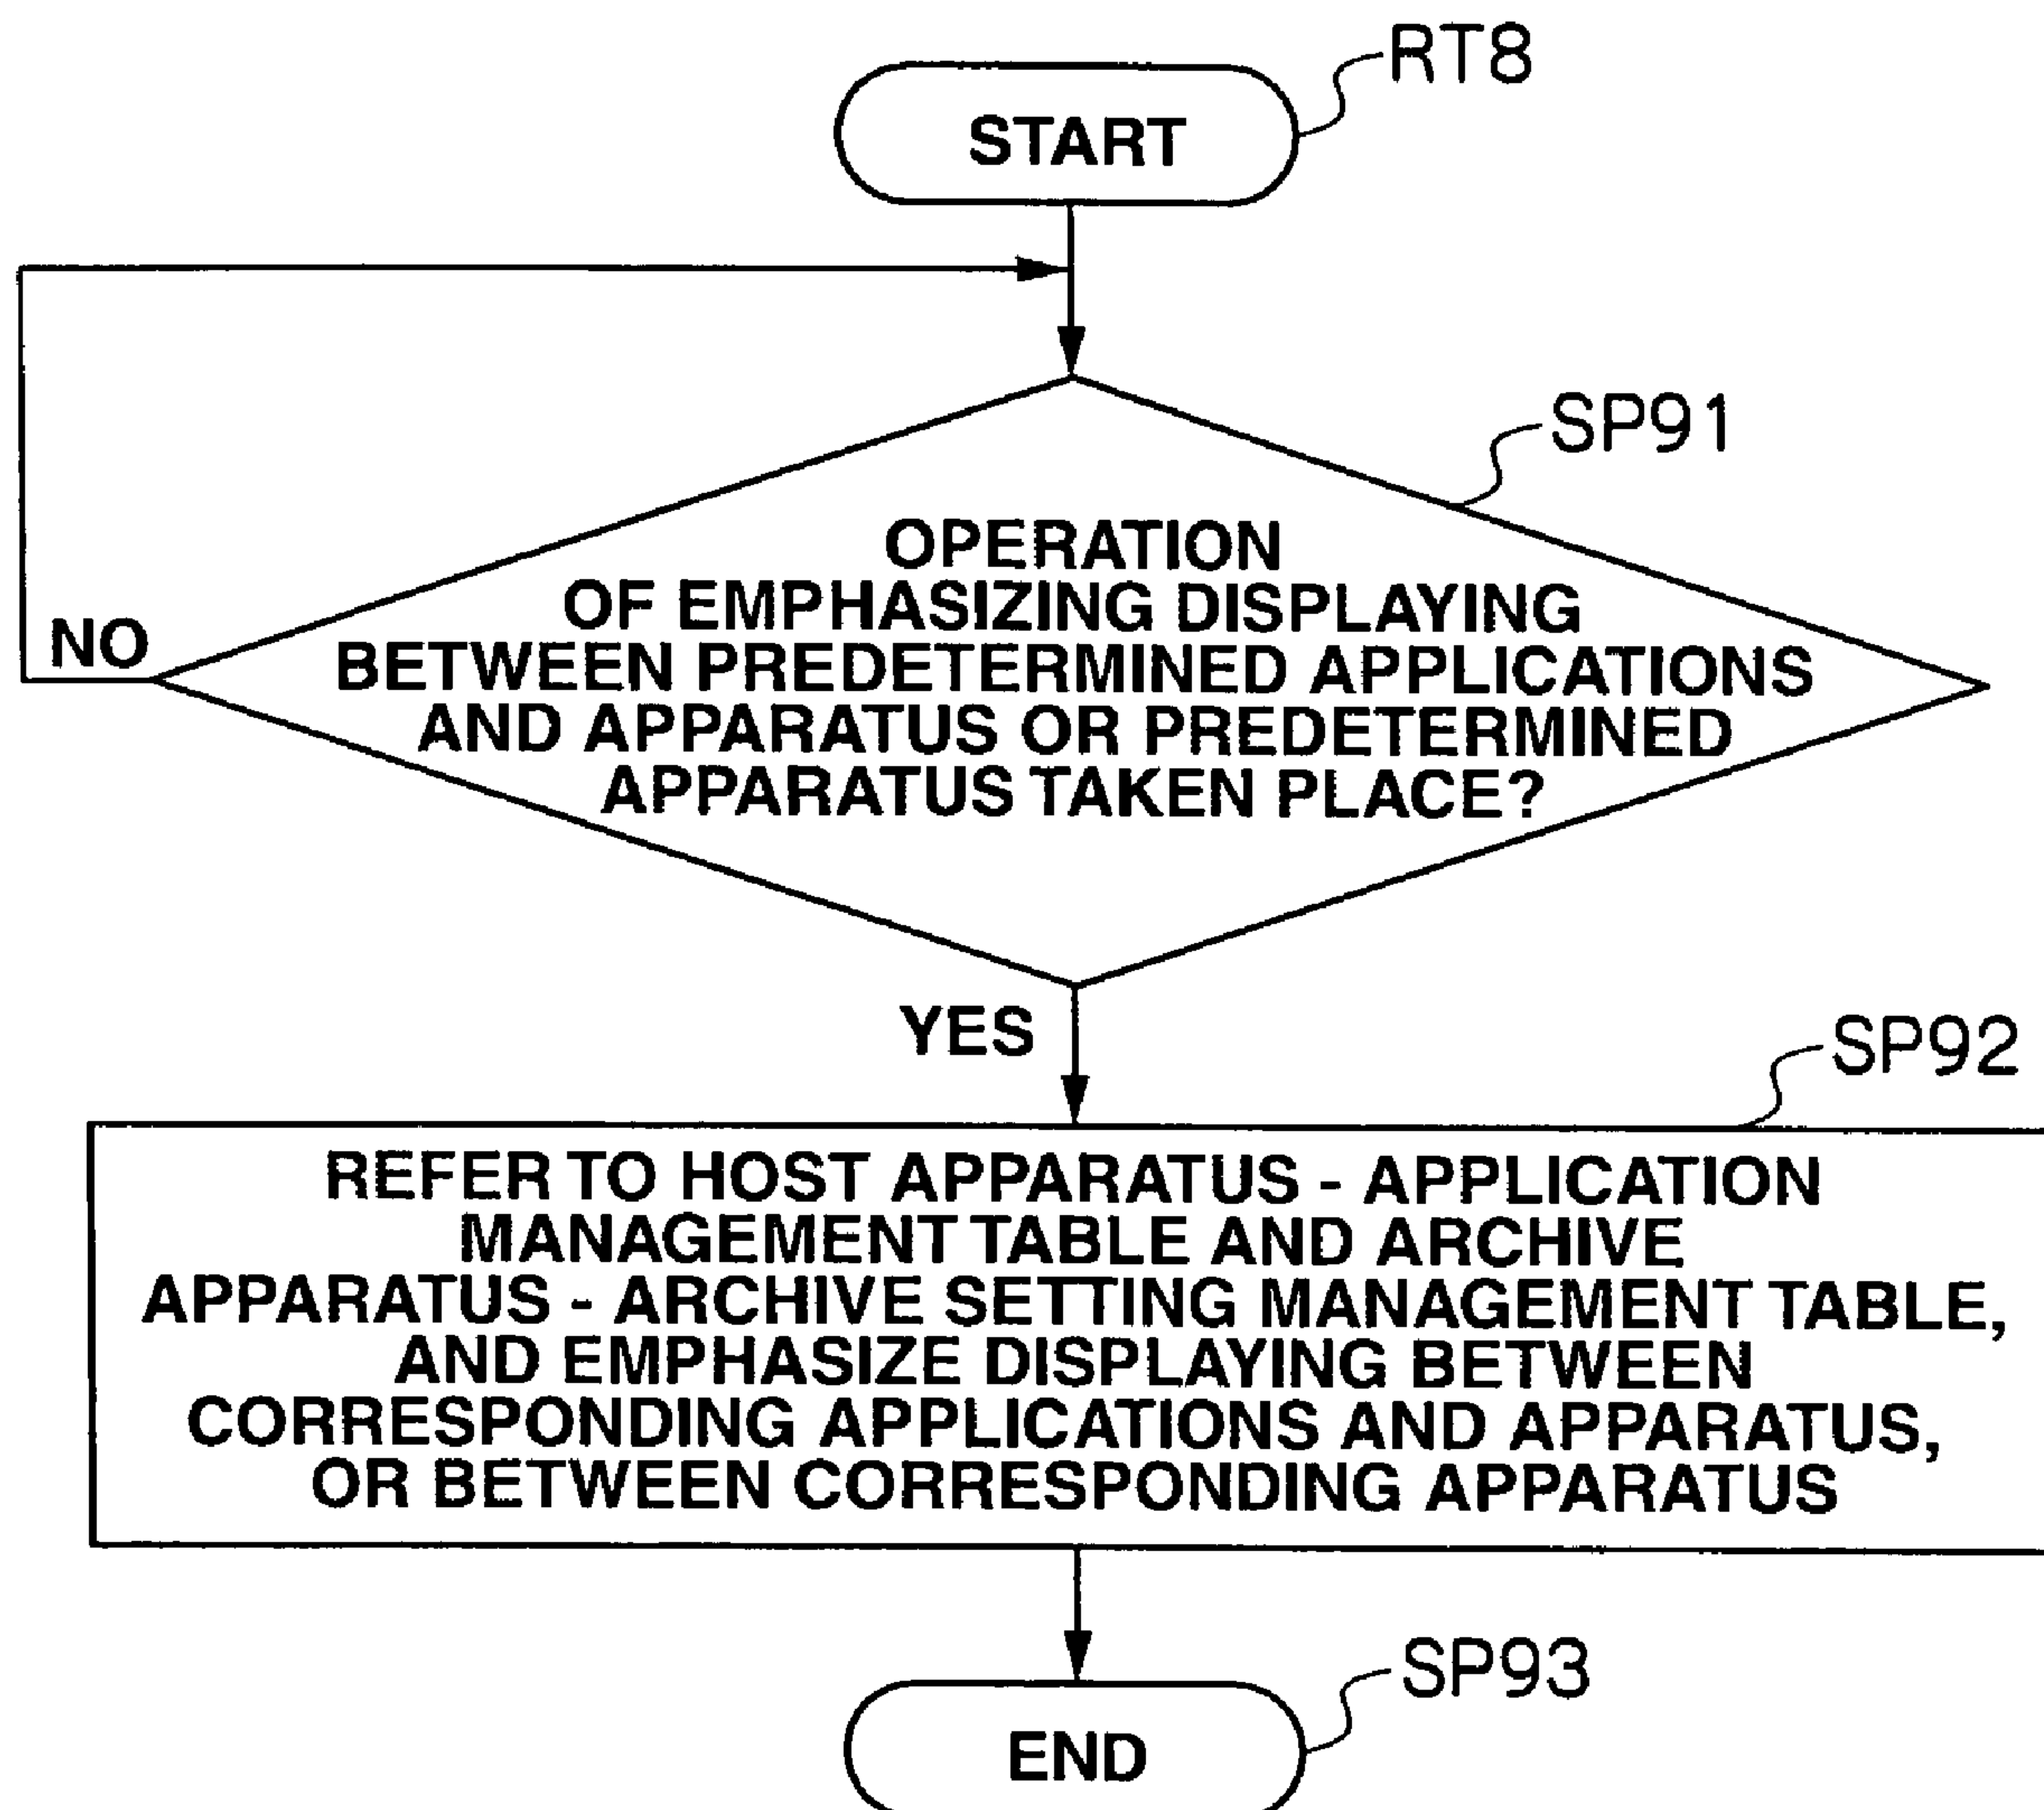 RT8
START
SP91
OPERATION
OF EMPHASIZING DISPLAYING
BETWEEN PREDETERMINED APPLICATIONS
AND APPARATUS OR PREDETERMINED
APPARATUS TAKEN PLACE?
NO
YES
SP92
REFER TO HOST APPARATUS - APPLICATION
MANAGEMENT TABLE AND ARCHIVE
APPARATUS - ARCHIVE SETTING MANAGEMENT TABLE,
AND EMPHASIZE DISPLAYING BETWEEN
CORRESPONDING APPLICATIONS AND APPARATUS,
OR BETWEEN CORRESPONDING APPARATUS
SP93
END